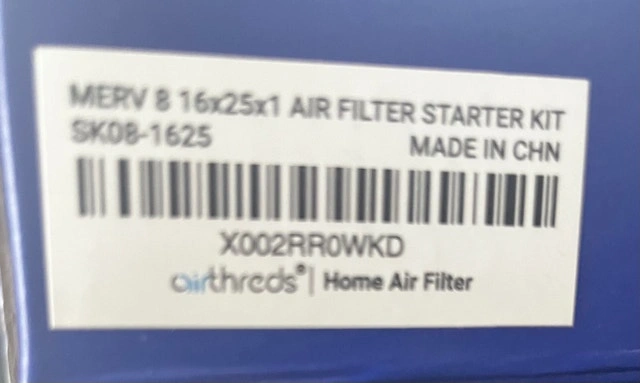 MERV 8 16x25x1 AIR FILTER STARTER KIT
SK08-1625 MADE IN CHN
X002RR0WKD
airthreds® | Home Air Filter